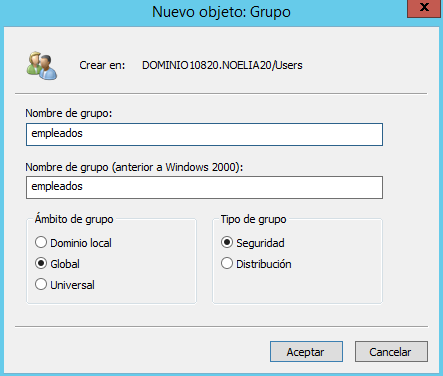 Nuevo objeto: Grupo
x
Crear en: DOMINIO10820.NOELIA20/Users
Nombre de grupo:
empleados
Nombre de grupo (anterior a Windows 2000):
empleados
Ámbito de grupo
Dominio local
Global
Universal
Tipo de grupo
Seguridad
Distribución
Aceptar
Cancelar